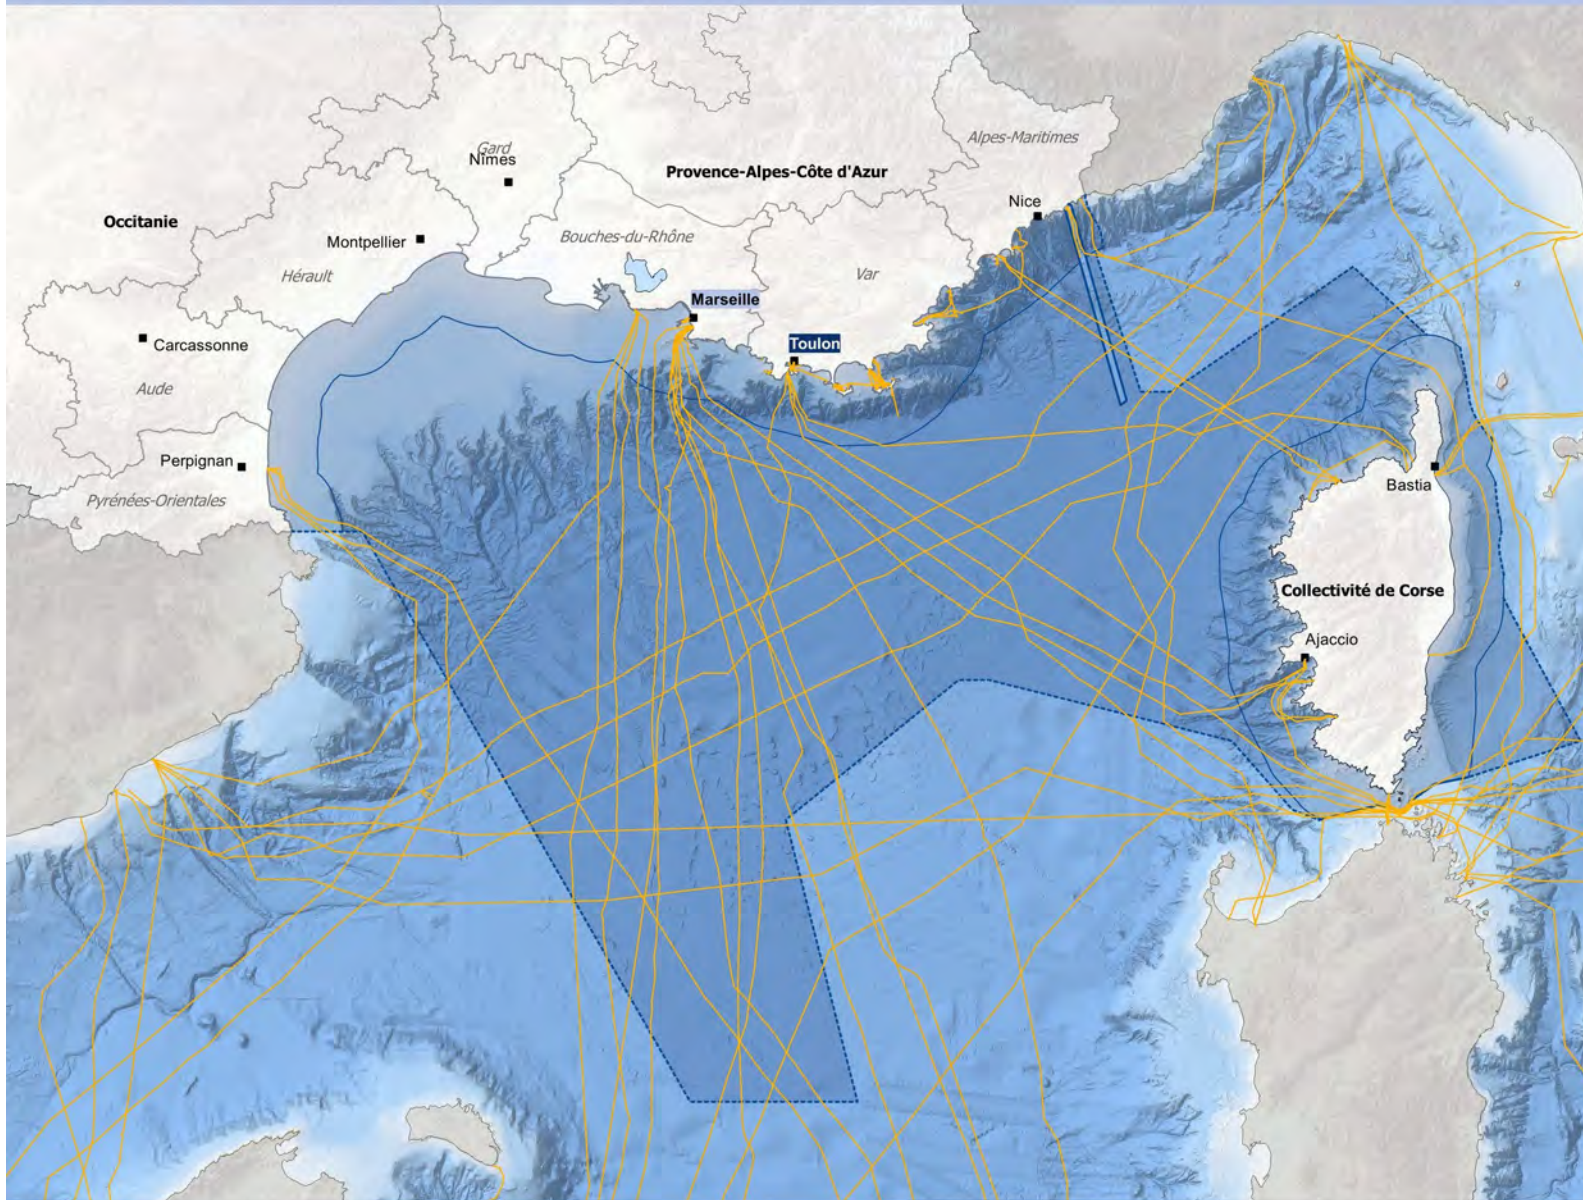 Alpes-Maritimes
Gard
Nîmes
Provence-Alpes-Côte d'Azur
Nice
Occitanie
Montpellier
Bouches-du-Rhône
Hérault
Var
Marseille
Carcassonne
Toulon
Aude
Perpignan
Bastia
Pyrénées-Orientales
Collectivité de Corse
Ajaccio